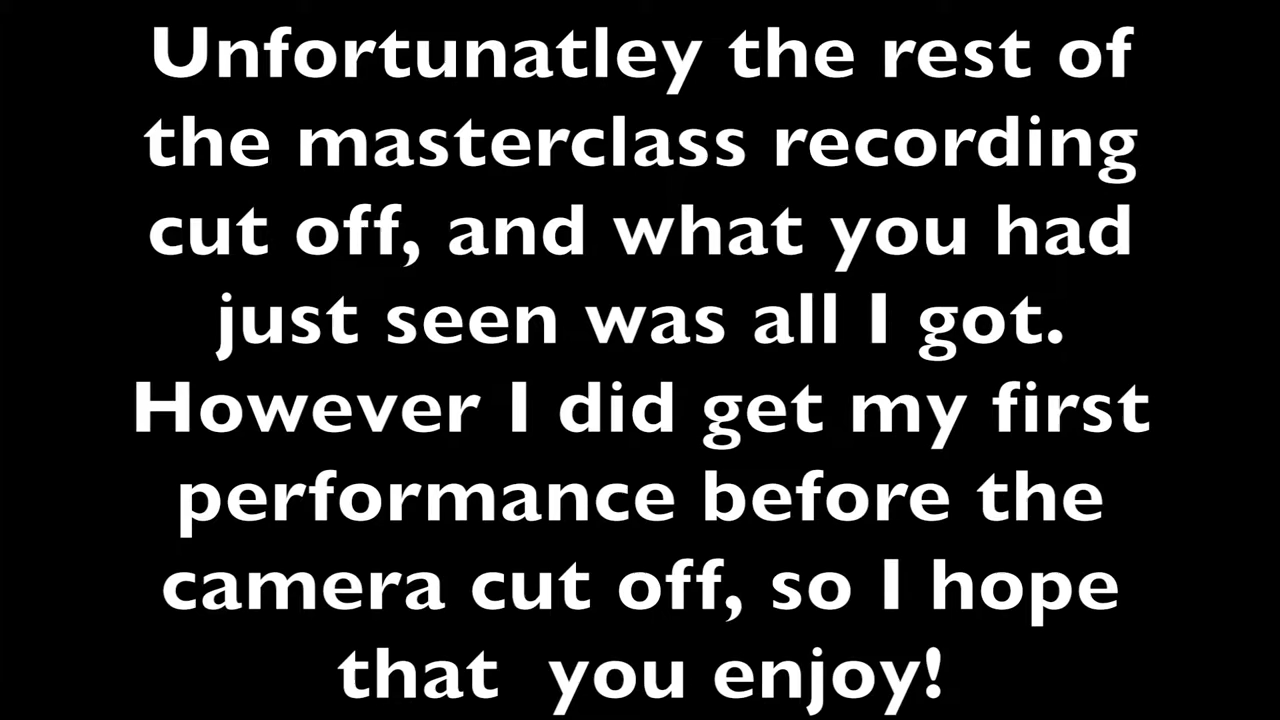 Unfortunatley the rest of
the masterclass recording
cut off, and what you had
just seen was all I got.
However I did get my first
performance before the
camera cut off, so I hope
that  you enjoy!